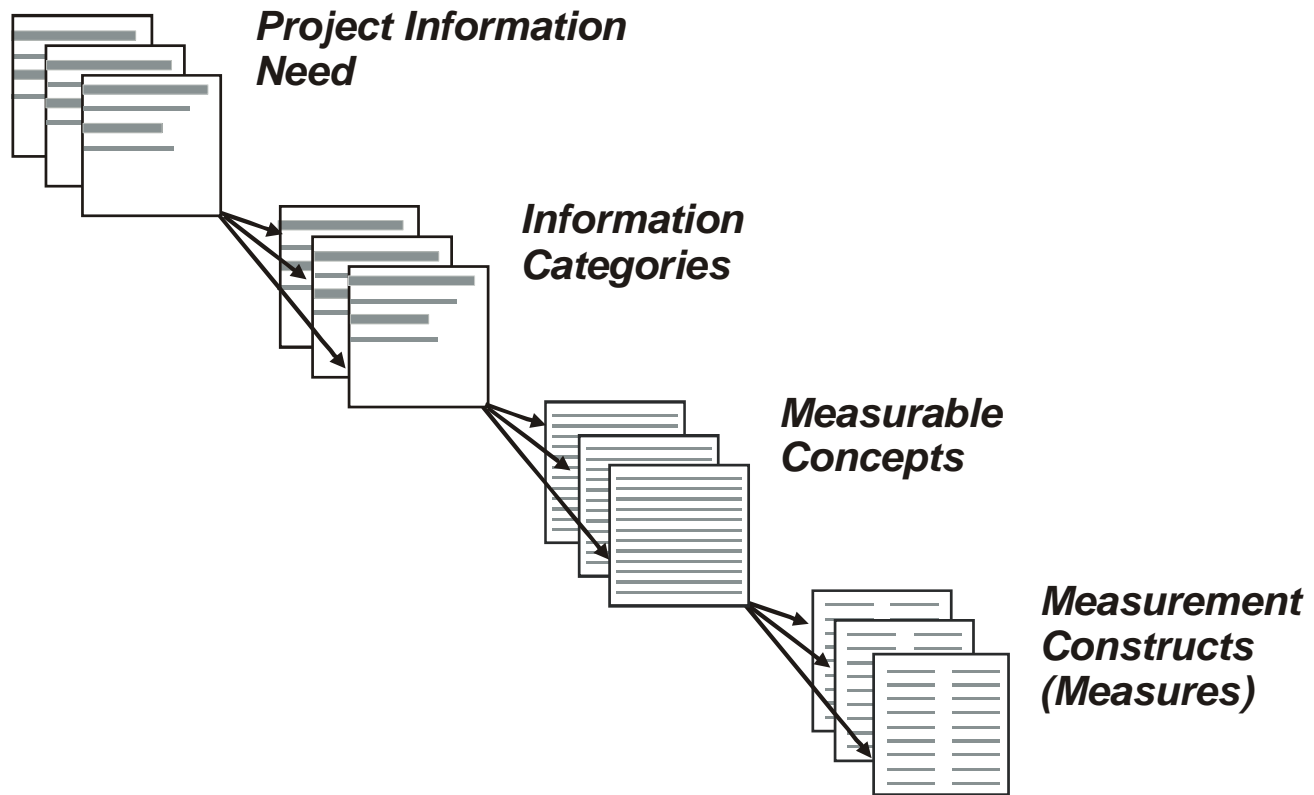 Project Information
Need
Information
Categories
Measurable
Concepts
Measurement
Constructs
(Measures)